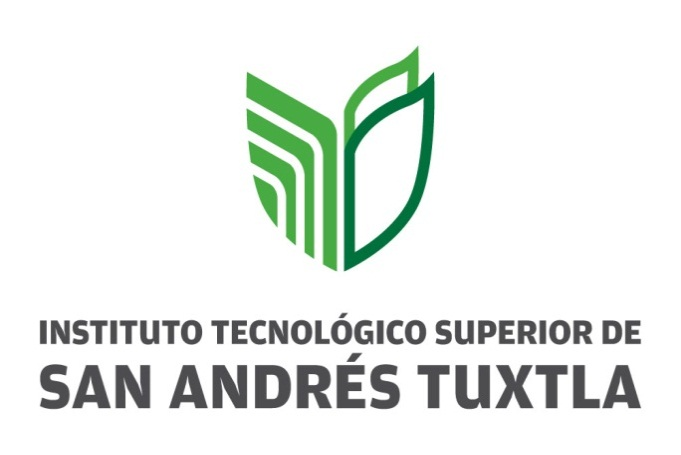 INSTITUTO TECNOLÓGICO SUPERIOR DE
SAN ANDRÉS TUXTLA